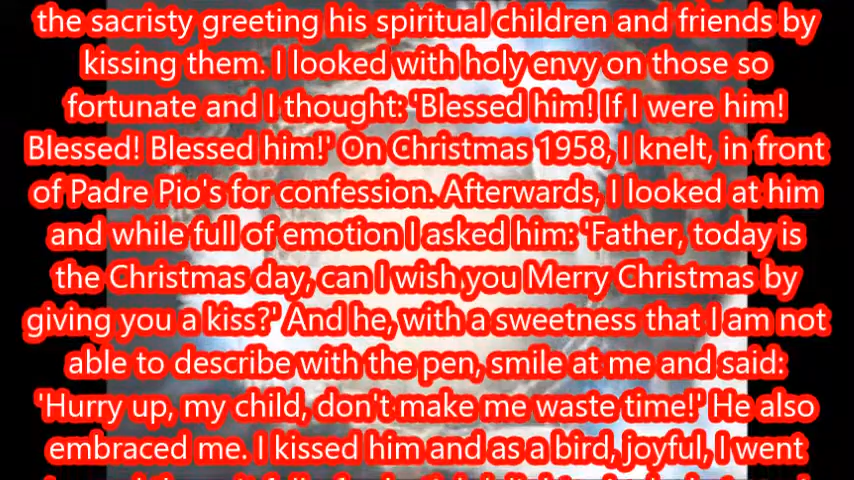 the sacristy greeting his spiritual children and friends by
kissing them. I looked with holy envy on those so
fortunate and I thought: 'Blessed him! If I were him!
Blessed! Blessed him!' On Christmas 1958, I knelt, in front
of Padre Pio's for confession. Afterwards, I looked at him
and while full of emotion I asked him: 'Father, today is
the Christmas day, can I wish you Merry Christmas by
giving you a kiss?' And he, with a sweetness that I am not
able to describe with the pen, smile at me and said:
'Hurry up, my child, don't make me waste time!' He also
embraced me. I kissed him and as a bird, joyful, I went